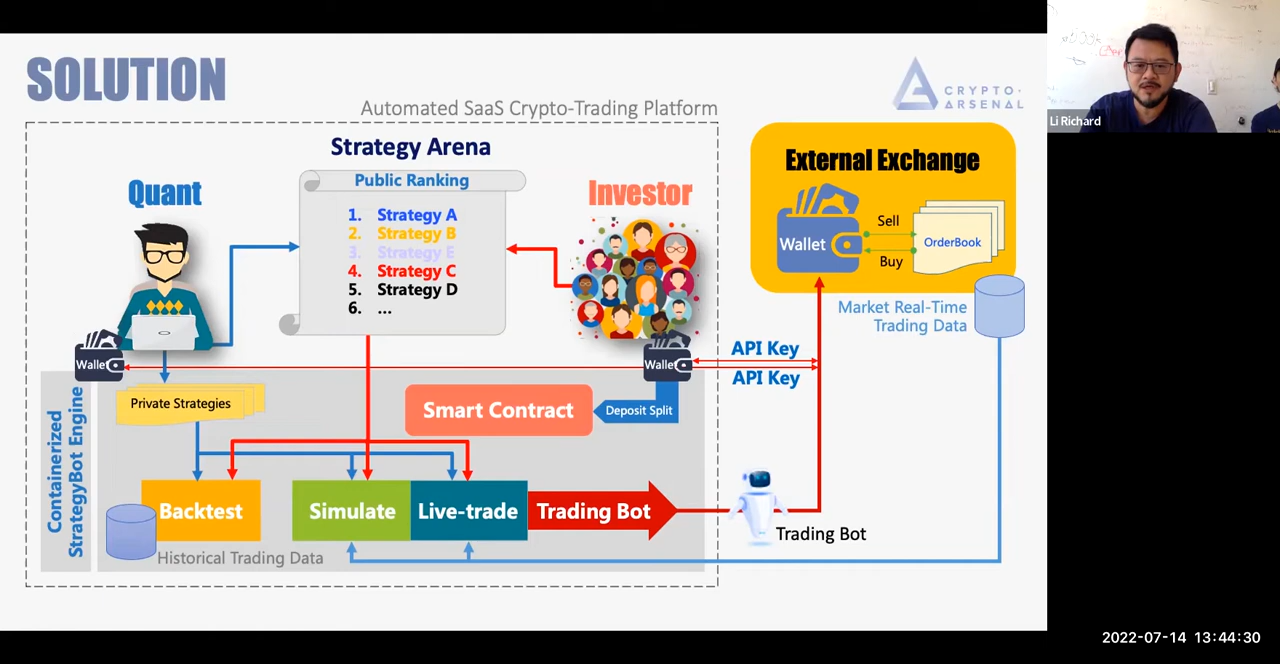 SOLUTION
Automated SaaS Crypto-Trading Platform
CRYPTO·
ARSENAL
Li Richard
Strategy Arena
Quant
Public Ranking
1. Strategy A
2. Strategy B
3. Strategy E
4. Strategy C
5. Strategy D
6. ...
Investor
External Exchange
Wallet
Sell
Buy
OrderBook
Market Real-Time
Trading Data
Wallet
Wallet
API Key
API Key
Private Strategies
Smart Contract
Deposit Split
Containerized
StrategyBot Engine
Backtest
Simulate
Live-trade
Trading Bot
Trading Bot
Historical Trading Data
2022-07-14 13:44:30